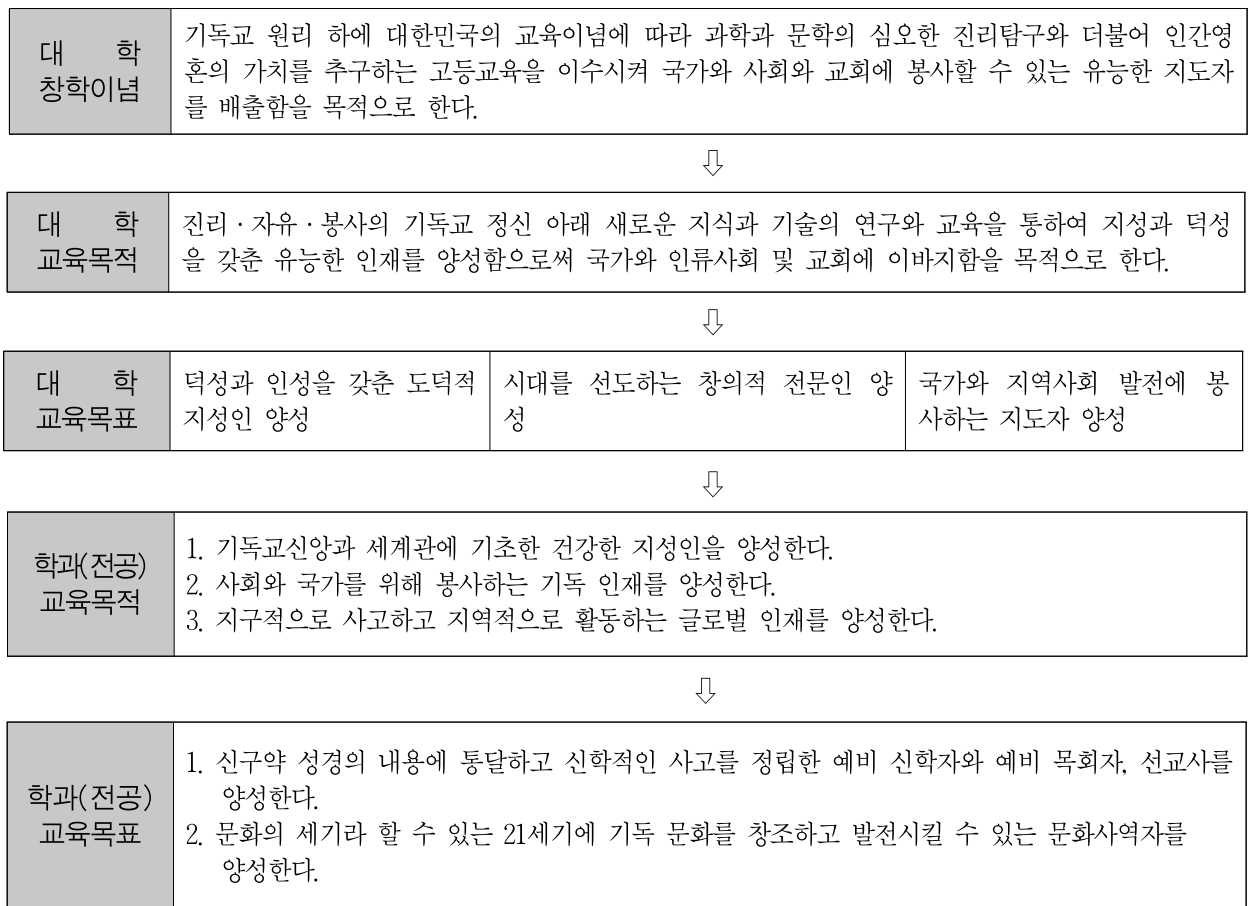 대 학
창학이념
기독교 원리 하에 대한민국의 교육이념에 따라 과학과 문학의 심오한 진리탐구와 더불어 인간영
혼의 가치를 추구하는 고등교육을 이수시켜 국가와 사회와 교회에 봉사할 수 있는 유능한 지도자
를 배출함을 목적으로 한다.
⇩
대 학
교육목적
진리·자유·봉사의 기독교 정신 아래 새로운 지식과 기술의 연구와 교육을 통하여 지성과 덕성
을 갖춘 유능한 인재를 양성함으로써 국가와 인류사회 및 교회에 이바지함을 목적으로 한다.
⇩
대 학
교육목표
덕성과 인성을 갖춘 도덕적
지성인 양성
시대를 선도하는 창의적 전문인 양
성
국가와 지역사회 발전에 봉
사하는 지도자 양성
⇩
학과(전공)
교육목적
1. 기독교신앙과 세계관에 기초한 건강한 지성인을 양성한다.
2. 사회와 국가를 위해 봉사하는 기독 인재를 양성한다.
3. 지구적으로 사고하고 지역적으로 활동하는 글로벌 인재를 양성한다.
⇩
학과(전공)
교육목표
1. 신구약 성경의 내용에 통달하고 신학적인 사고를 정립한 예비 신학자와 예비 목회자, 선교사를
양성한다.
2. 문화의 세기라 할 수 있는 21세기에 기독 문화를 창조하고 발전시킬 수 있는 문화사역자를
양성한다.